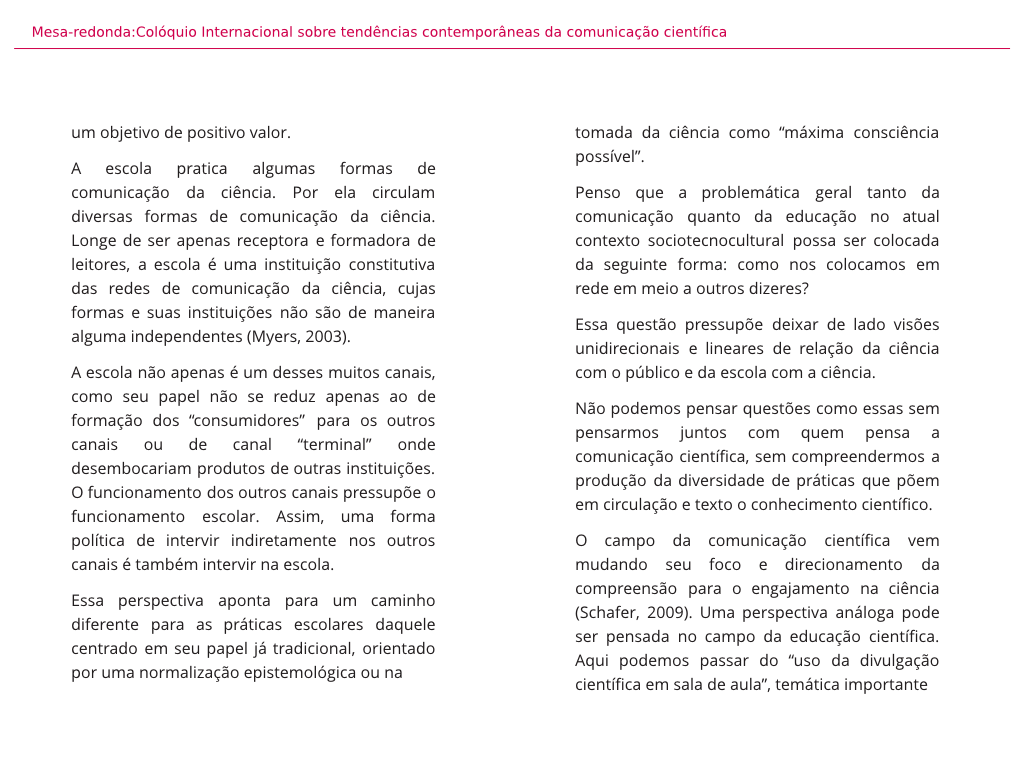 Mesa-redonda:Colóquio Internacional sobre tendências contemporâneas da comunicação científica
um objetivo de positivo valor.
A escola pratica algumas formas de
comunicação da ciência. Por ela circulam
diversas formas de comunicação da ciência.
Longe de ser apenas receptora e formadora de
leitores, a escola é uma instituição constitutiva
das redes de comunicação da ciência, cujas
formas e suas instituições não são de maneira
alguma independentes (Myers, 2003).
A escola não apenas é um desses muitos canais,
como seu papel não se reduz apenas ao de
formação dos “consumidores” para os outros
canais ou de canal “terminal” onde
desembocariam produtos de outras instituições.
O funcionamento dos outros canais pressupõe o
funcionamento escolar. Assim, uma forma
política de intervir indiretamente nos outros
canais é também intervir na escola.
Essa perspectiva aponta para um caminho
diferente para as práticas escolares daquele
centrado em seu papel já tradicional, orientado
por uma normalização epistemológica ou na
tomada da ciência como “máxima consciência
possível”.
Penso que a problemática geral tanto da
comunicação quanto da educação no atual
contexto sociotecnocultural possa ser colocada
da seguinte forma: como nos colocamos em
rede em meio a outros dizeres?
Essa questão pressupõe deixar de lado visões
unidirecionais e lineares de relação da ciência
com o público e da escola com a ciência.
Não podemos pensar questões como essas sem
pensarmos juntos com quem pensa a
comunicação científica, sem compreendermos a
produção da diversidade de práticas que põem
em circulação e texto o conhecimento científico.
O campo da comunicação científica vem
mudando seu foco e direcionamento da
compreensão para o engajamento na ciência
(Schafer, 2009). Uma perspectiva análoga pode
ser pensada no campo da educação científica.
Aqui podemos passar do “uso da divulgação
científica em sala de aula”, temática importante